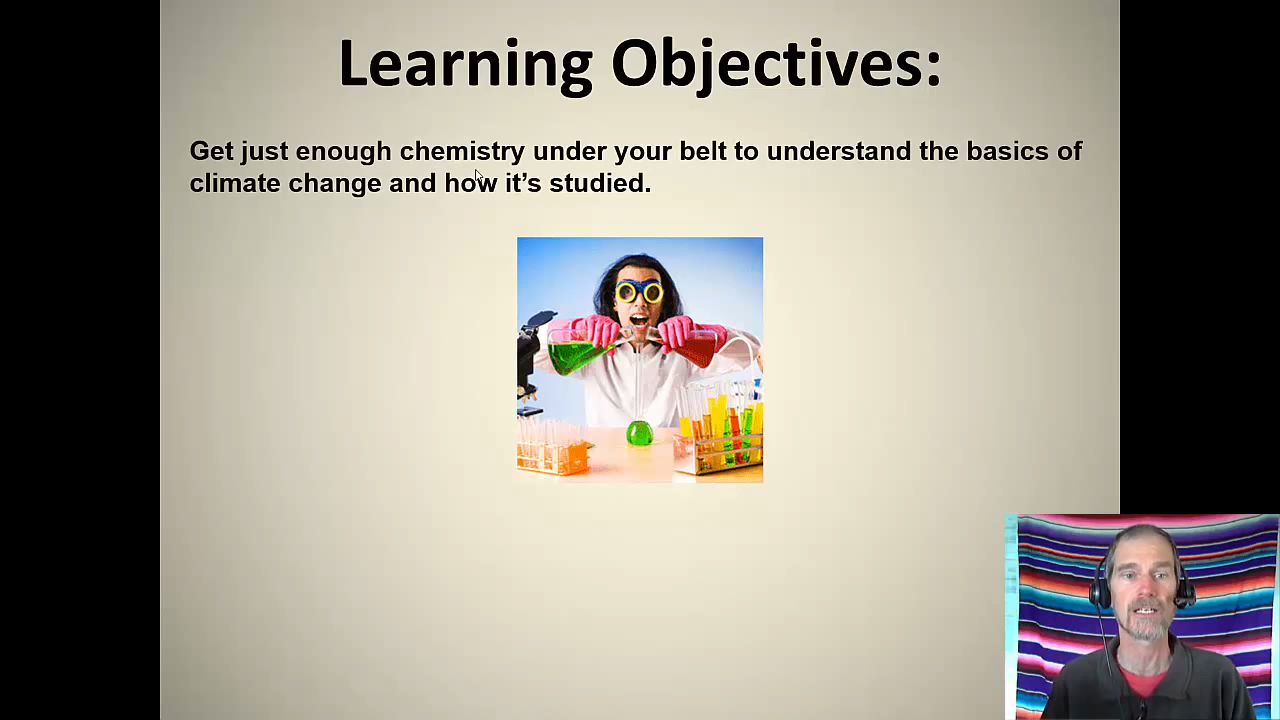 Learning Objectives:
Get just enough chemistry under your belt to understand the basics of
climate change and how it’s studied.